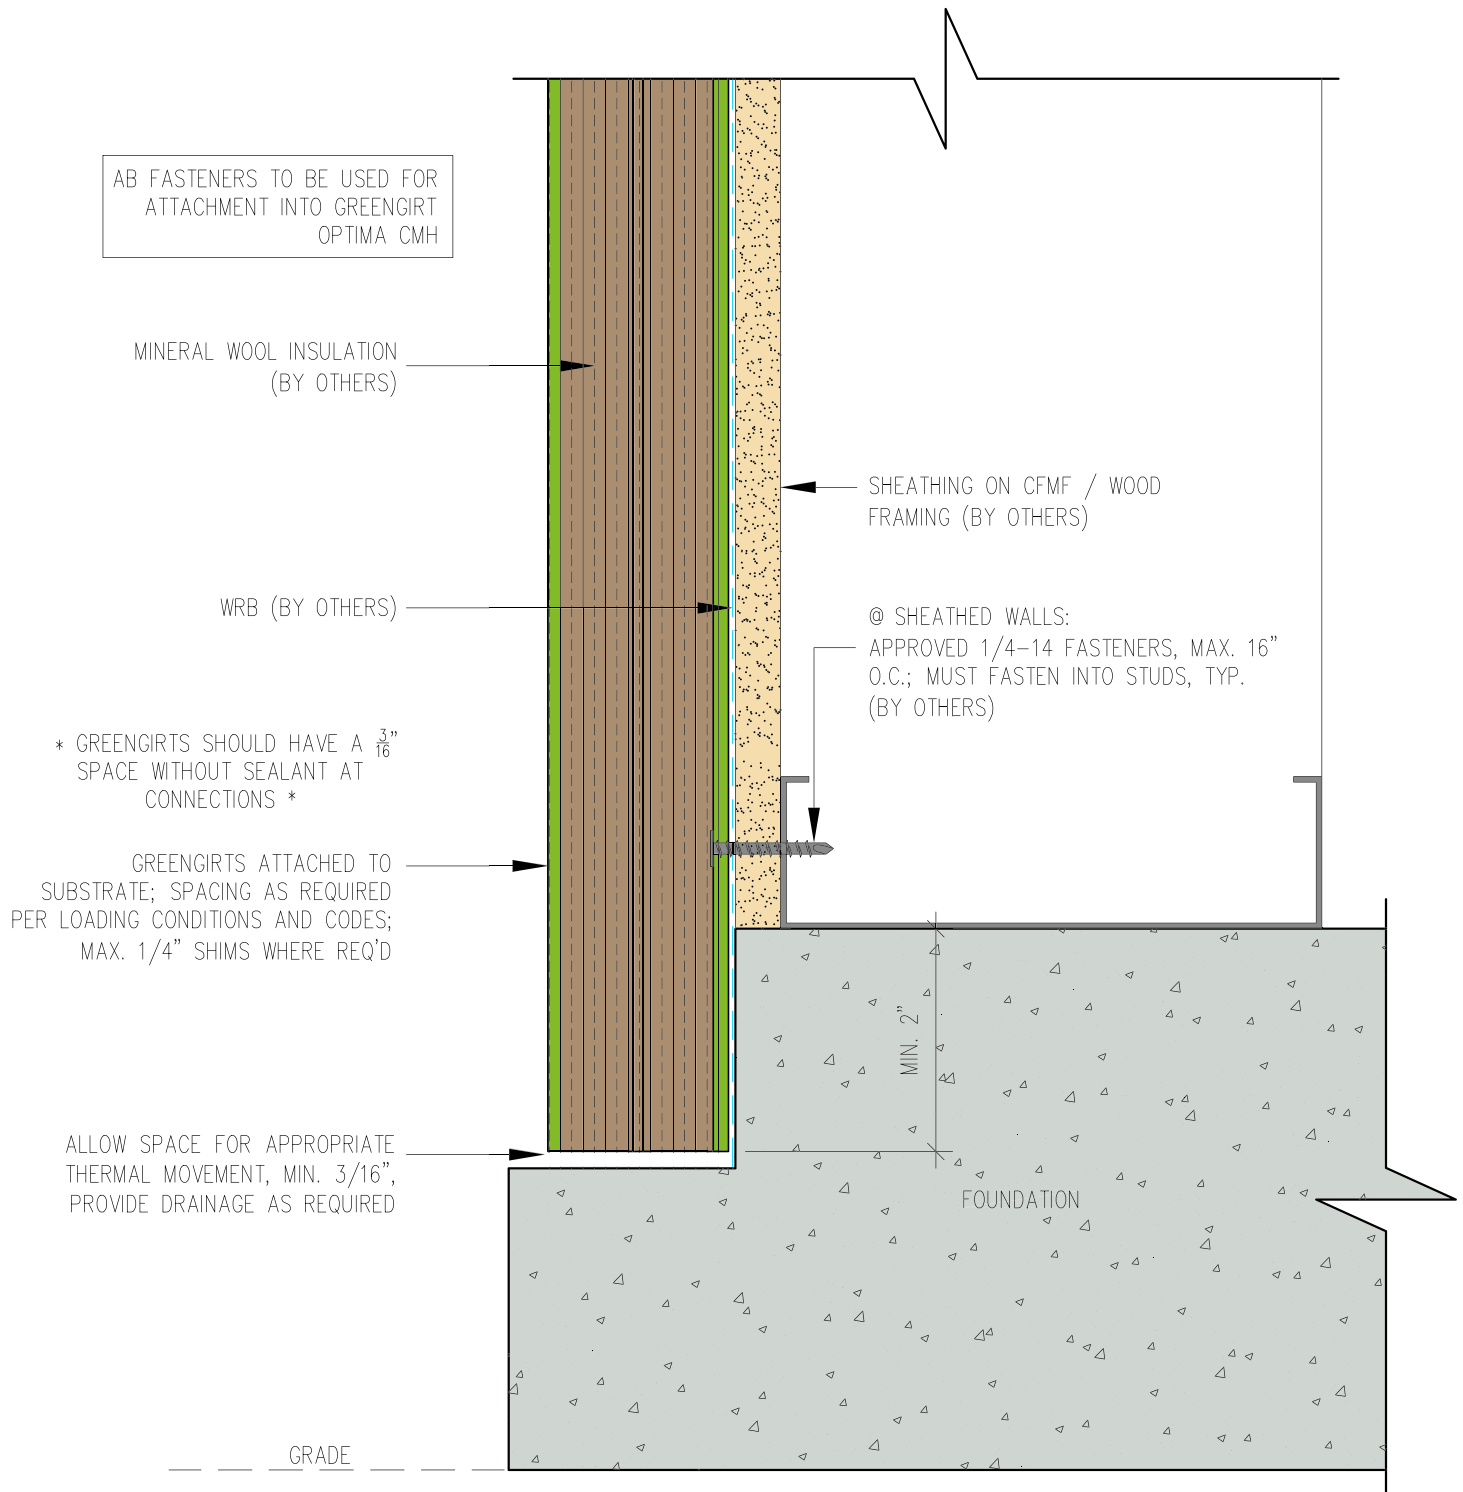 AB FASTENERS TO BE USED FOR
ATTACHMENT INTO GREENGIRT
OPTIMA CMH
MINERAL WOOL INSULATION
(BY OTHERS)
SHEATHING ON CFMF / WOOD
FRAMING (BY OTHERS)
WRB (BY OTHERS)
@ SHEATHED WALLS:
APPROVED 1/4-14 FASTENERS, MAX. 16”
O.C.; MUST FASTEN INTO STUDS, TYP.
(BY OTHERS)
* GREENGIRTS SHOULD HAVE A 3/16”
SPACE WITHOUT SEALANT AT
CONNECTIONS *
GREENGIRTS ATTACHED TO
SUBSTRATE; SPACING AS REQUIRED
PER LOADING CONDITIONS AND CODES;
MAX. 1/4” SHIMS WHERE REQ’D
MIN. 2”
ALLOW SPACE FOR APPROPRIATE
THERMAL MOVEMENT, MIN. 3/16”,
PROVIDE DRAINAGE AS REQUIRED
FOUNDATION
GRADE